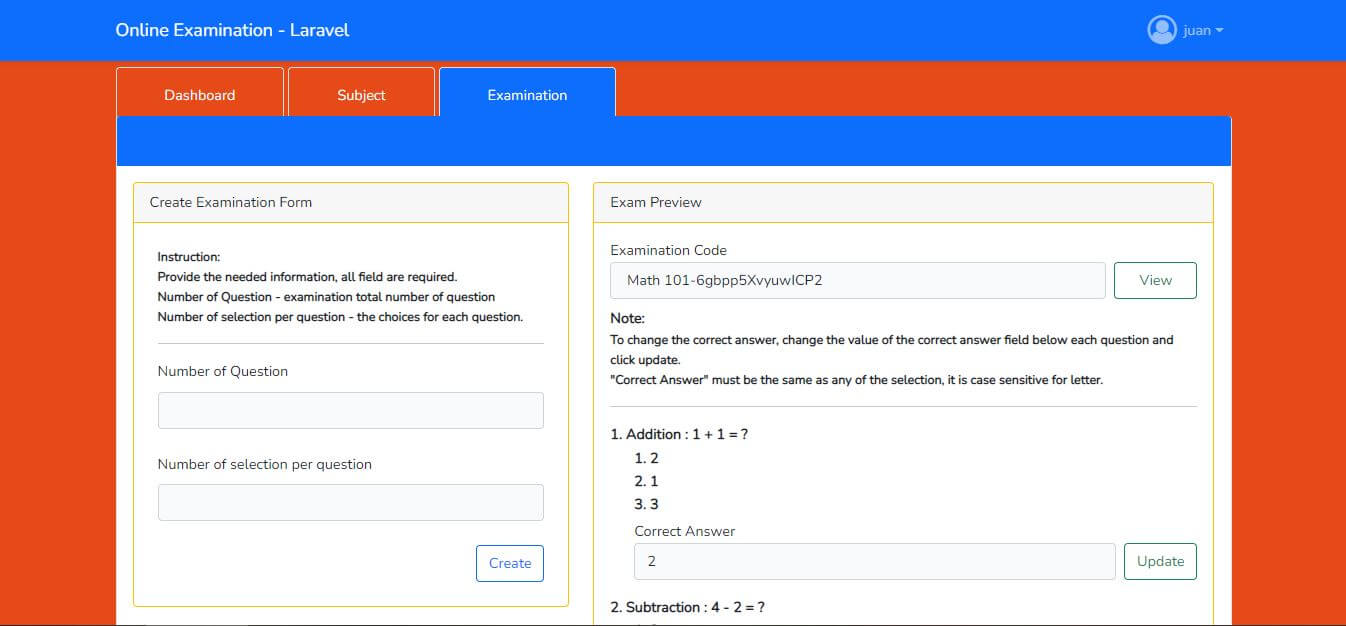 Online Examination - Laravel
juan
Dashboard
Subject
Examination
Create Examination Form
Instruction:
Provide the needed information, all field are required.
Number of Question - examination total number of question
Number of selection per question - the choices for each question.
Number of Question
Number of selection per question
Create
Exam Preview
Examination Code
Math 101-6gbpp5XvyuwICP2
View
Note:
To change the correct answer, change the value of the correct answer field below each question and
click update.
"Correct Answer" must be the same as any of the selection, it is case sensitive for letter.
1. Addition : 1 + 1 = ?
1. 2
2. 1
3. 3
Correct Answer
2
Update
2. Subtraction : 4 - 2 = ?